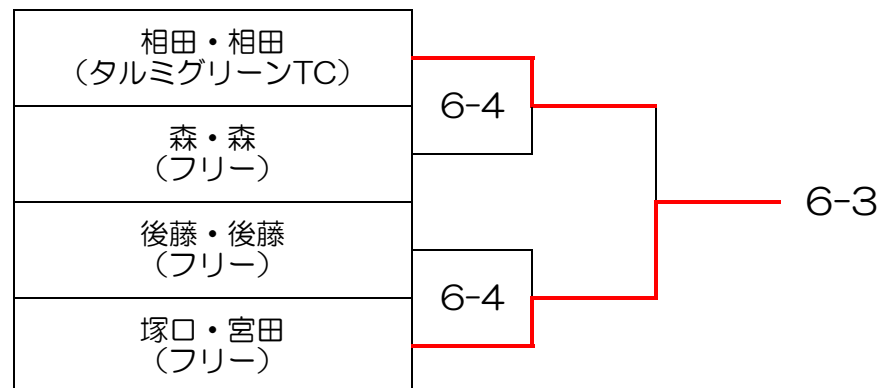 相田・相田
（タルミグリーンTC）
6-4
森・森
（フリー）
6-3
後藤・後藤
（フリー）
6-4
塚口・宮田
（フリー）